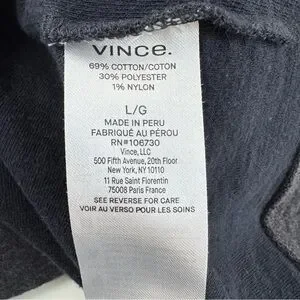 VINCE.
69% COTTON/COTON
30% POLYESTER
1% NYLON
L/G
MADE IN PERU
FABRIQUÉ AU PÉROU
RN#106730
Vince, LLC
500 Fifth Avenue, 20th Floor
New York, NY 10110
11 Rue Saint Florentin
75008 Paris France
SEE REVERSE FOR CARE
VOIR AU VERSO POUR LES SOINS